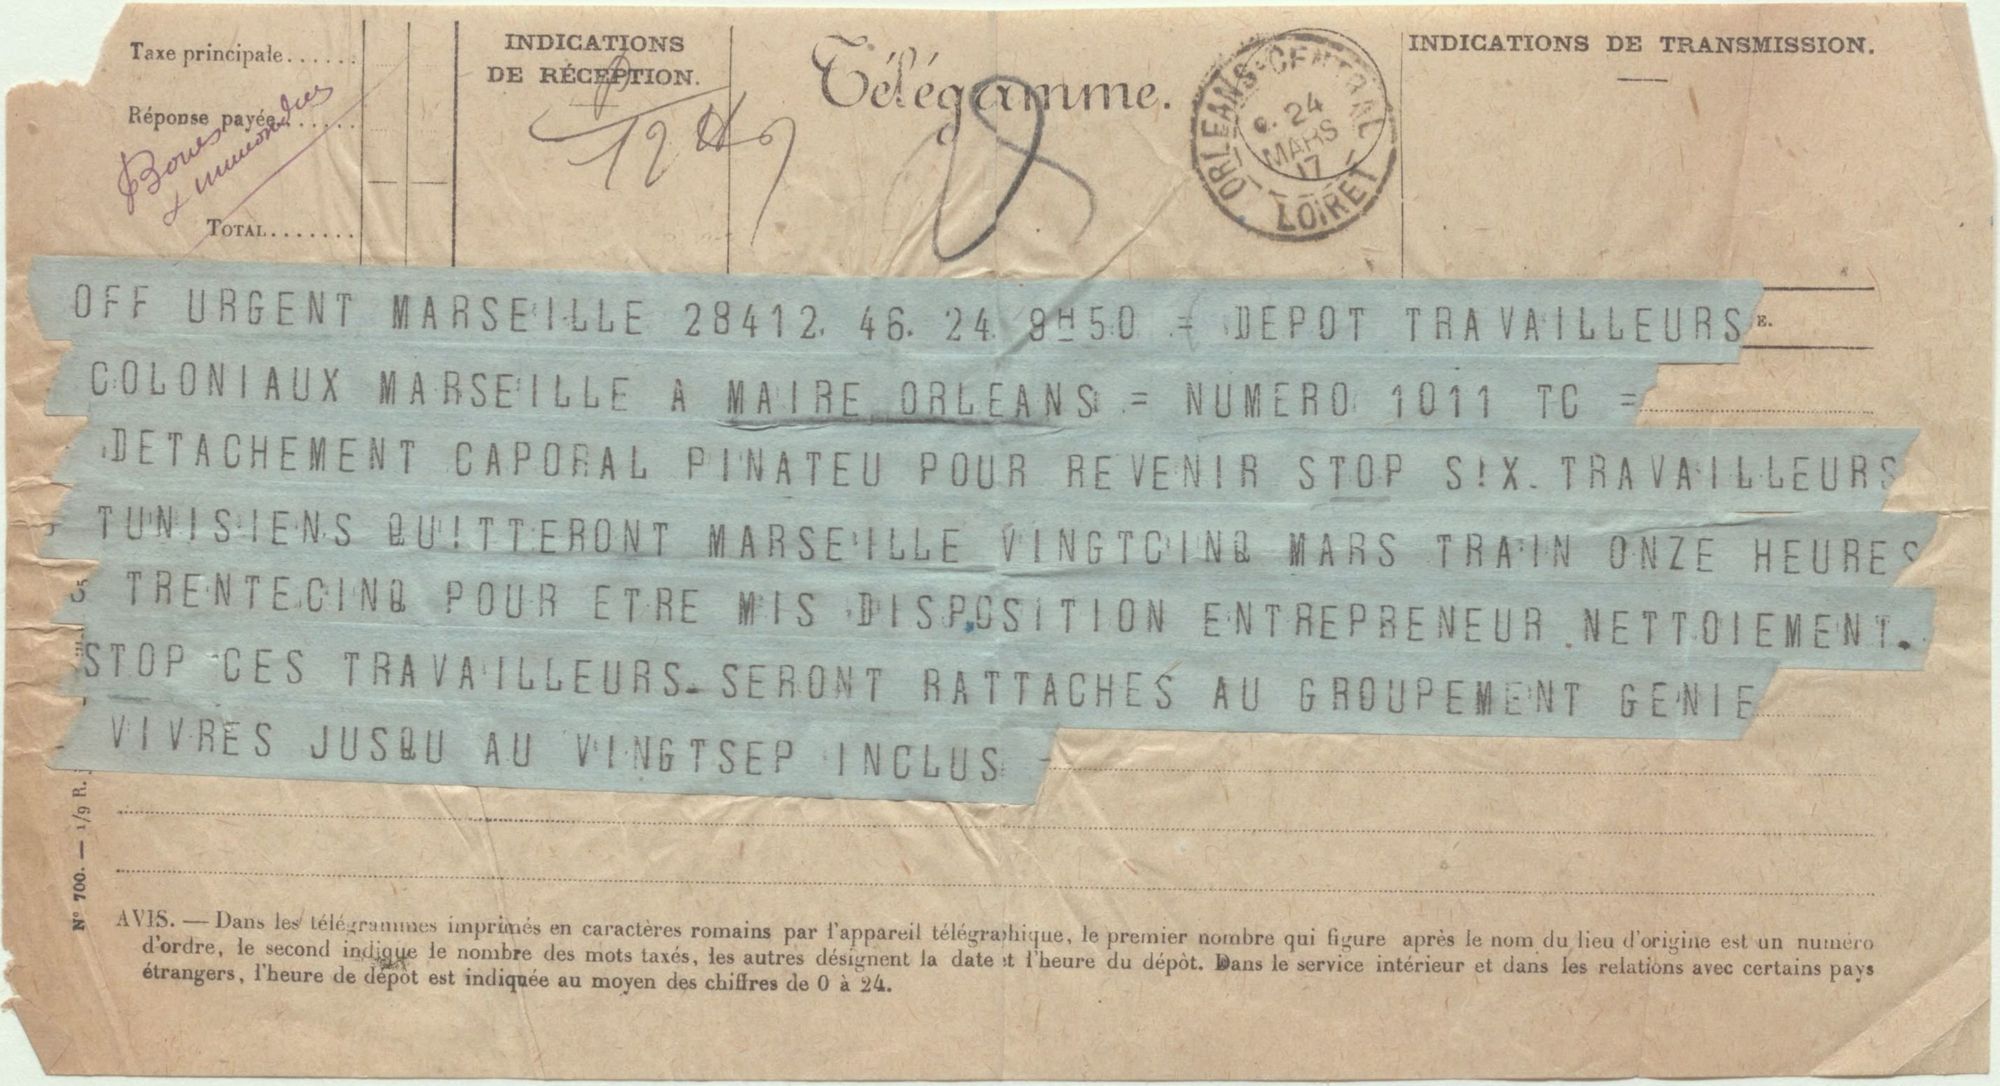 Taxe principale......
Réponse payée.......
TOTAL.......
Boues
INDICATIONS
DE RÉCEPTION.
Télégramme.
ORLEANS-CENTRAL
24
MARS
17
LOIRET
INDICATIONS DE TRANSMISSION.
OFF URGENT MARSEILLE 28412. 46. 24. 9H50 = DEPOT TRAVAILLEURS
COLONIAUX MARSEILLE A MAIRE ORLEANS = NUMERO 1011 TC =
DETACHEMENT CAPORAL PINATEU POUR REVENIR STOP SIX TRAVAILLEURS
TUNISIENS QUITTERONT MARSEILLE VINGTCINQ MARS TRAIN ONZE HEURES
TRENTECINQ POUR ETRE MIS DISPOSITION ENTREPRENEUR NETTOIEMENT.
STOP CES TRAVAILLEURS SERONT RATTACHES AU GROUPEMENT GENIE
VIVRES JUSQU AU VINGTSEP INCLUS
N° 700. — 1/9 R.
AVIS. — Dans les télégrammes imprimés en caractères romains par l'appareil télégraphique, le premier nombre qui figure après le nom du lieu d'origine est un numéro
d'ordre, le second indique le nombre des mots taxés, les autres désignent la date et l'heure du dépôt. Dans le service intérieur et dans les relations avec certains pays
étrangers, l'heure de dépôt est indiquée au moyen des chiffres de 0 à 24.